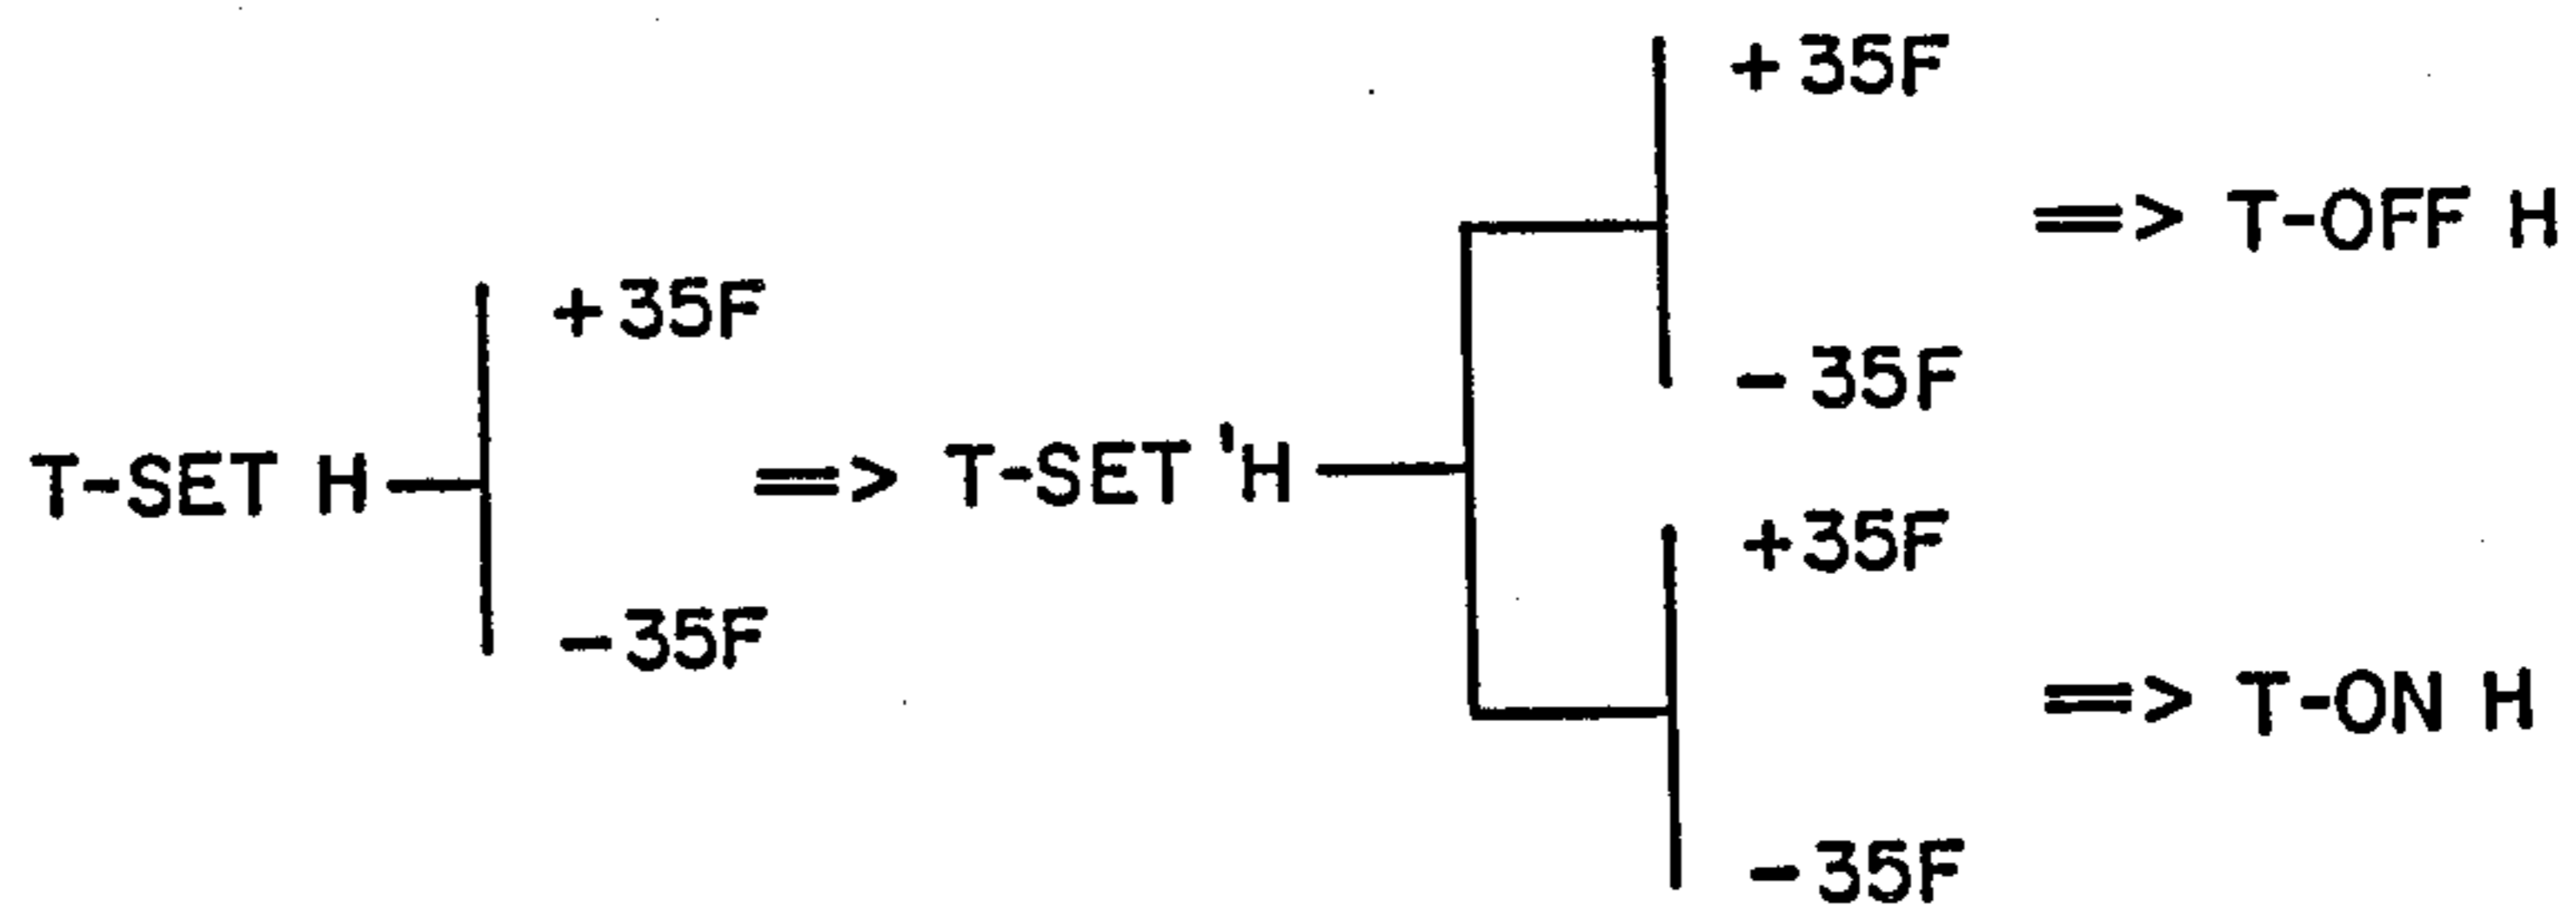 +35F
=> T-OFF H
+35F
-35F
T-SET H
=> T-SET'H
+35F
-35F
=> T-ON H
-35F